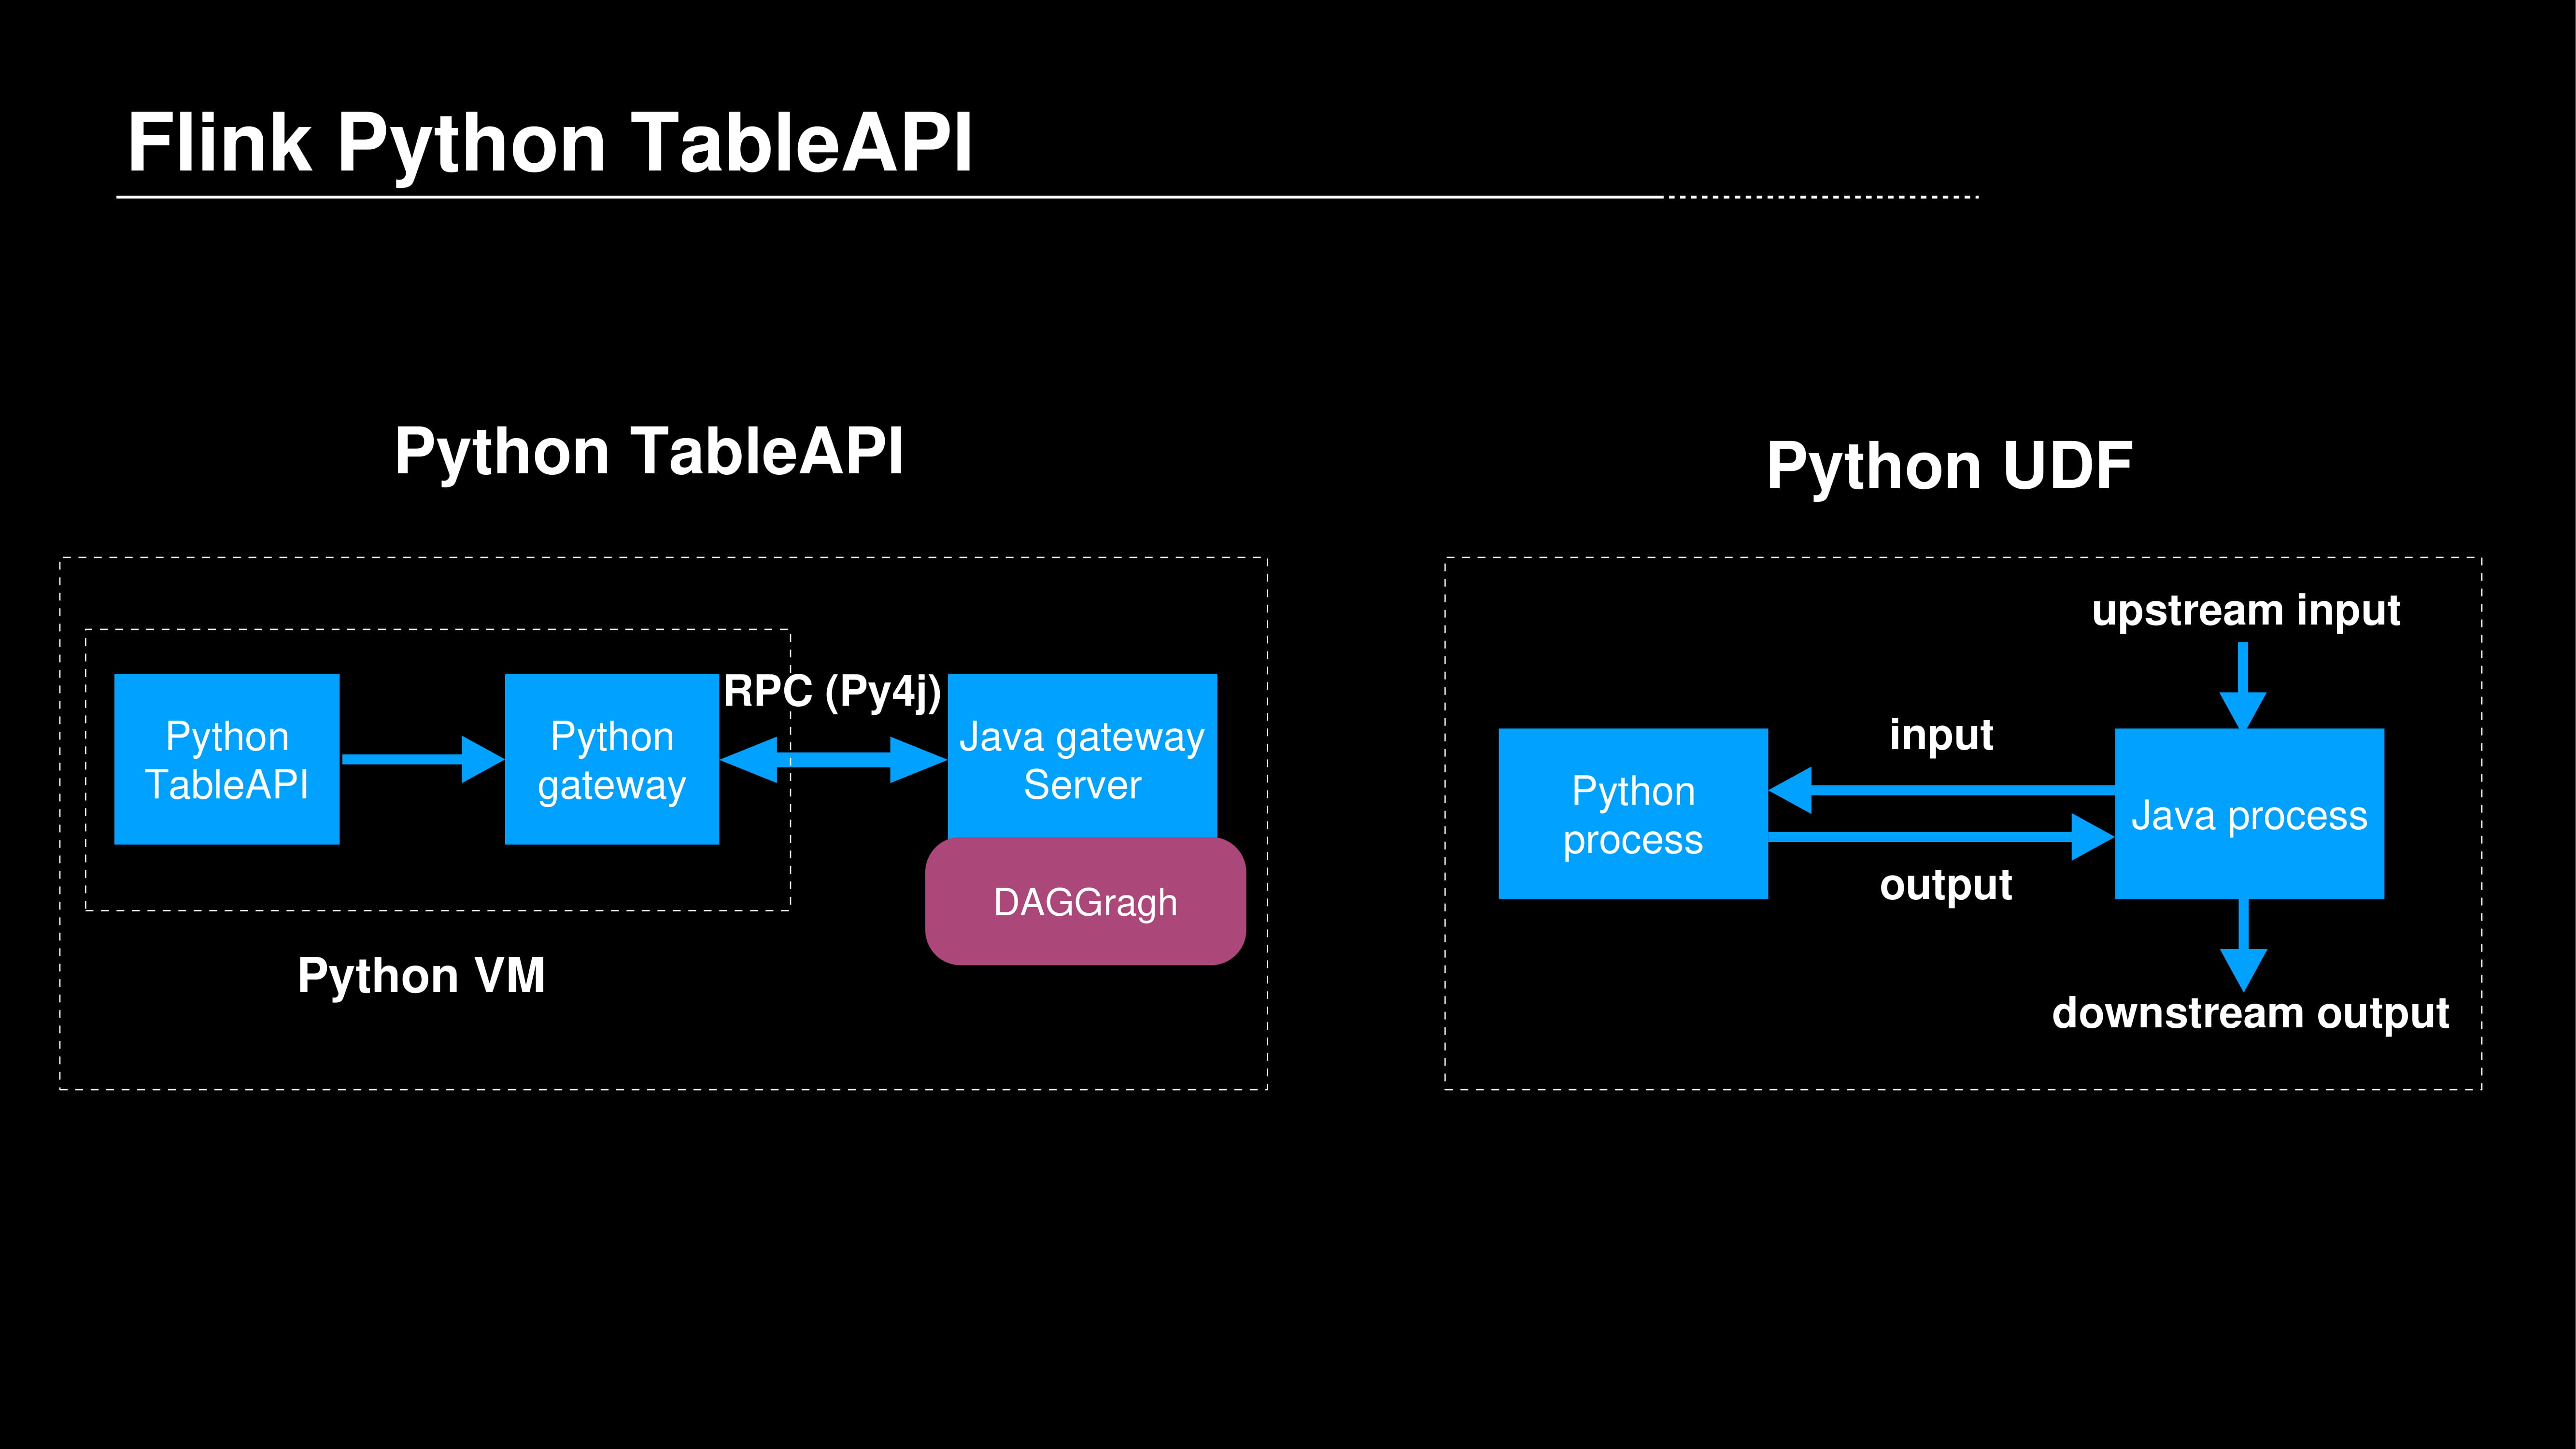 Flink Python TableAPI
Python TableAPI
Python
TableAPI
Python
gateway
RPC (Py4j)
Java gateway
Server
DAGGragh
Python VM
Python UDF
upstream input
input
Python
process
Java process
output
downstream output